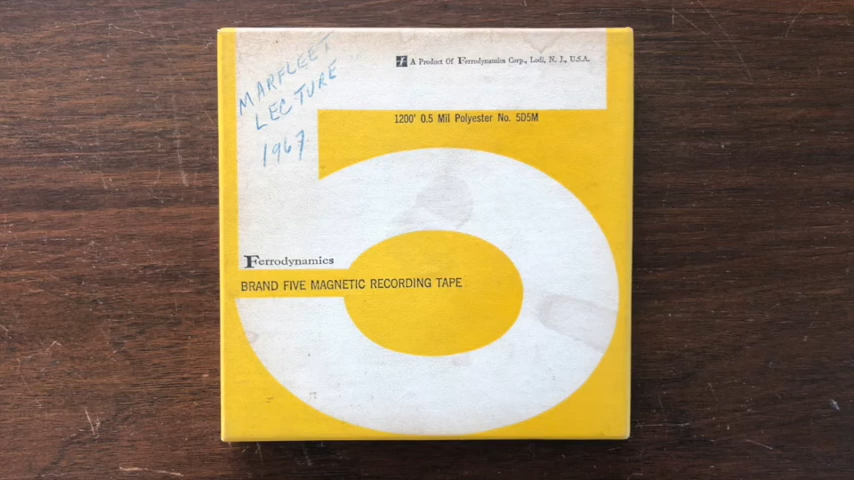 MARFLEET
LECTURE
1967
A Product Of Ferrodynamics Corp., Lodi, N. J., U.S.A.
1200' 0.5 Mil Polyester No. 5D5M
5
Ferrodynamics
BRAND FIVE MAGNETIC RECORDING TAPE